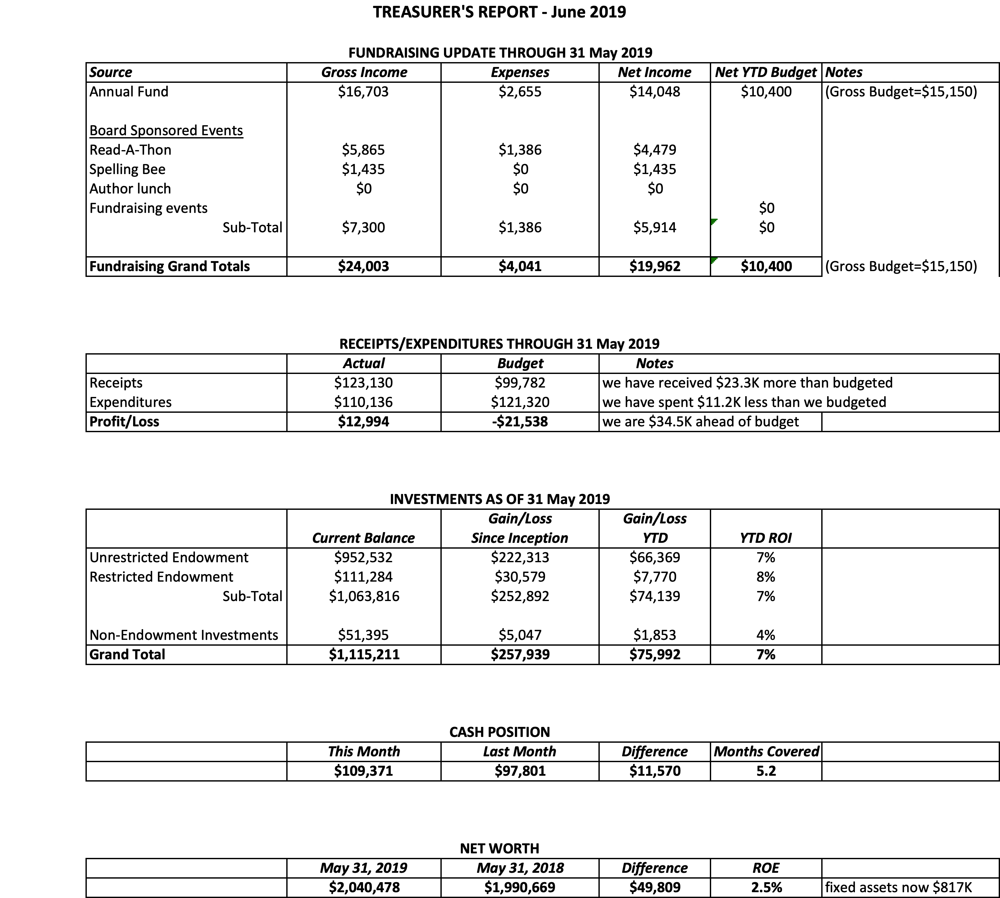 TREASURER'S REPORT - June 2019
FUNDRAISING UPDATE THROUGH 31 May 2019
Source Gross Income Expenses Net Income Net YTD Budget Notes
Annual Fund $16,703 $2,655 $14,048 $10,400 (Gross Budget=$15,150)
Board Sponsored Events
Read-A-Thon $5,865 $1,386 $4,479
Spelling Bee $1,435 $0 $1,435
Author lunch $0 $0 $0
Fundraising events $0
Sub-Total $7,300 $1,386 $5,914 $0
Fundraising Grand Totals $24,003 $4,041 $19,962 $10,400 (Gross Budget=$15,150)
RECEIPTS/EXPENDITURES THROUGH 31 May 2019
Actual Budget Notes
Receipts $123,130 $99,782 we have received $23.3K more than budgeted
Expenditures $110,136 $121,320 we have spent $11.2K less than we budgeted
Profit/Loss $12,994 -$21,538 we are $34.5K ahead of budget
INVESTMENTS AS OF 31 May 2019
Gain/Loss Gain/Loss
Current Balance Since Inception YTD YTD ROI
Unrestricted Endowment $952,532 $222,313 $66,369 7%
Restricted Endowment $111,284 $30,579 $7,770 8%
Sub-Total $1,063,816 $252,892 $74,139 7%
Non-Endowment Investments $51,395 $5,047 $1,853 4%
Grand Total $1,115,211 $257,939 $75,992 7%
CASH POSITION
This Month Last Month Difference Months Covered
$109,371 $97,801 $11,570 5.2
NET WORTH
May 31, 2019 May 31, 2018 Difference ROE
$2,040,478 $1,990,669 $49,809 2.5% fixed assets now $817K